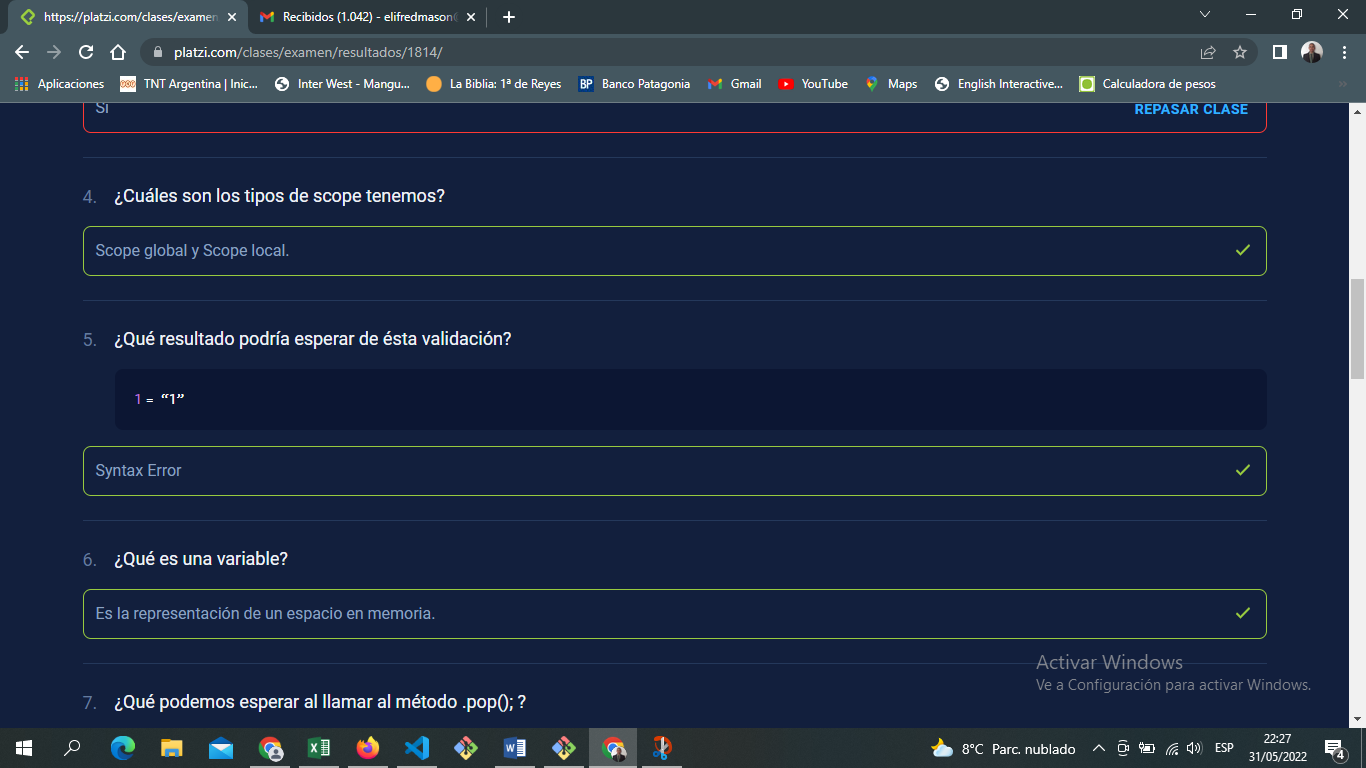 https://platzi.com/clases/examen
Recibidos (1.042) - elifredmason
platzi.com/clases/examen/resultados/1814/
Aplicaciones
TNT Argentina | Inic...
Inter West - Mangu...
La Biblia: 1ª de Reyes
BP Banco Patagonia
Gmail
YouTube
Maps
English Interactive...
Calculadora de pesos
Si
REPASAR CLASE
4. ¿Cuáles son los tipos de scope tenemos?
Scope global y Scope local.
5. ¿Qué resultado podría esperar de ésta validación?
1 = “1”
Syntax Error
6. ¿Qué es una variable?
Es la representación de un espacio en memoria.
Activar Windows
Ve a Configuración para activar Windows.
7. ¿Qué podemos esperar al llamar al método .pop(); ?
8°C Parc. nublado
ESP
22:27
31/05/2022
4